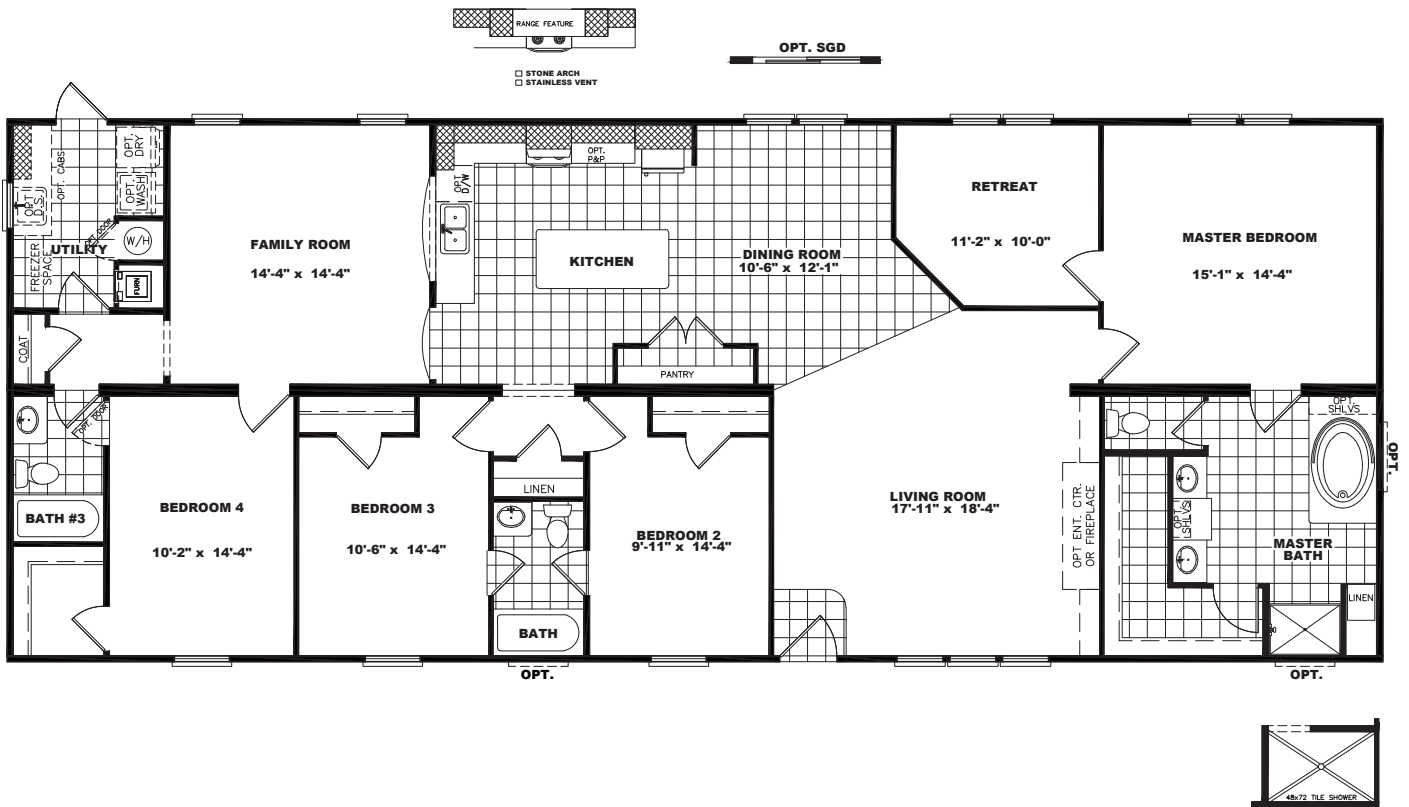 RANGE FEATURE
OPT. SGD
STONE ARCH
STAINLESS VENT
OPT. CABS
OPT. DRY
OPT. WASH
OPT. D.S.
OPT. DOOR
W/H
UTILITY
FREEZER
SPACE
FURN
COAT
FAMILY ROOM
14'-4" x 14'-4"
OPT.
P&P
OPT
D/W
KITCHEN
DINING ROOM
10'-6" x 12'-1"
PANTRY
RETREAT
11'-2" x 10'-0"
MASTER BEDROOM
15'-1" x 14'-4"
OPT. DOOR
BATH #3
BEDROOM 4
10'-2" x 14'-4"
BEDROOM 3
10'-6" x 14'-4"
LINEN
BATH
OPT.
BEDROOM 2
9'-11" x 14'-4"
LIVING ROOM
17'-11" x 18'-4"
OPT ENT. CTR.
OR FIREPLACE
OPT.
SHLVS
OPT.
SHLVS
OPT.
MASTER
BATH
LINEN
OPT.
48x72 TILE SHOWER